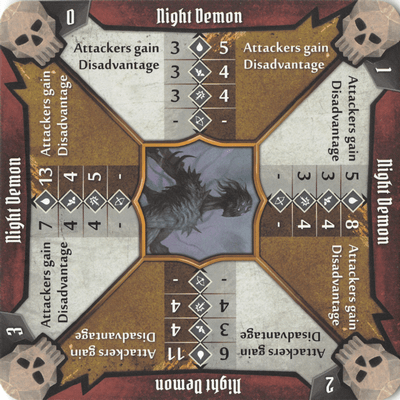 0
Night Demon
Attackers gain
Disadvantage
3 5
3 4
3 4
- -
Attackers gain
Disadvantage
1
Night Demon
Attackers gain
Disadvantage
5 8
3 4
3 4
- -
Attackers gain
Disadvantage
2
Night Demon
Attackers gain
Disadvantage
6 11
3 4
4 4
- -
Attackers gain
Disadvantage
3
Night Demon
Attackers gain
Disadvantage
7 13
4 4
4 5
- -
Attackers gain
Disadvantage